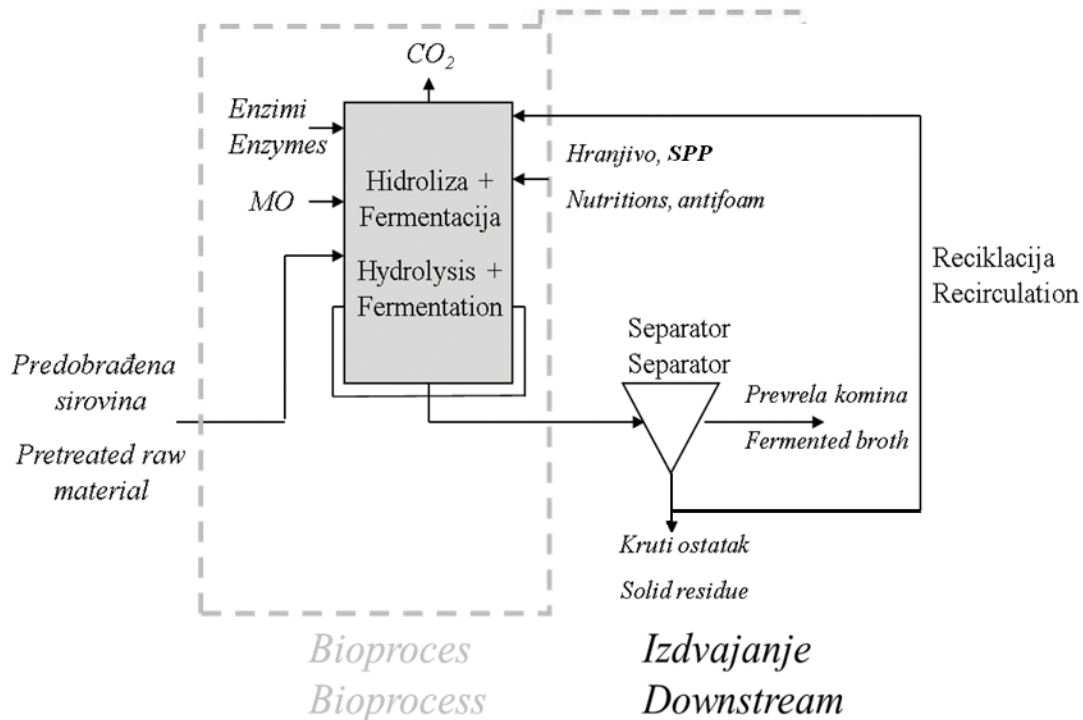 CO2
Enzimi
Enzymes
MO
Hidroliza +
Fermentacija
Hydrolysis +
Fermentation
Hranjivo, SPP
Nutritions, antifoam
Reciklacija
Recirculation
Predobrađena
sirovina
Pretreated raw
material
Separator
Separator
Prevrela komina
Fermented broth
Kruti ostatak
Solid residue
Bioproces
Bioprocess
Izdvajanje
Downstream